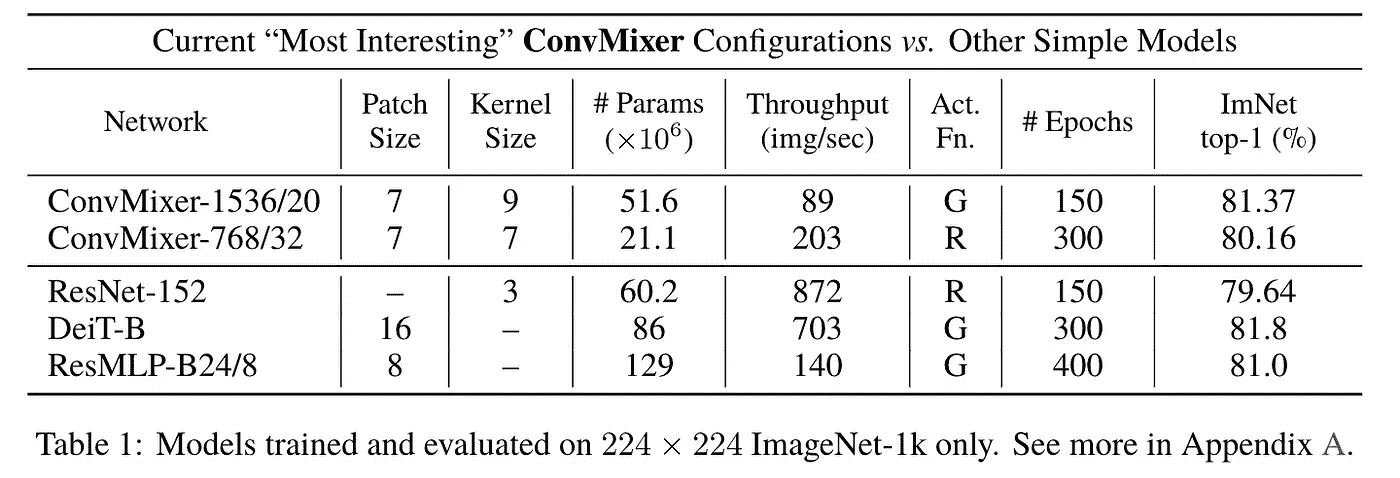 Current “Most Interesting” ConvMixer Configurations vs. Other Simple Models
Network Patch Size Kernel Size # Params (×10⁶) Throughput (img/sec) Act. Fn. # Epochs ImNet top-1 (%)
ConvMixer-1536/20 7 9 51.6 89 G 150 81.37
ConvMixer-768/32 7 7 21.1 203 R 300 80.16
ResNet-152 – 3 60.2 872 R 150 79.64
DeiT-B 16 – 86 703 G 300 81.8
ResMLP-B24/8 8 – 129 140 G 400 81.0
Table 1: Models trained and evaluated on 224 × 224 ImageNet-1k only. See more in Appendix A.